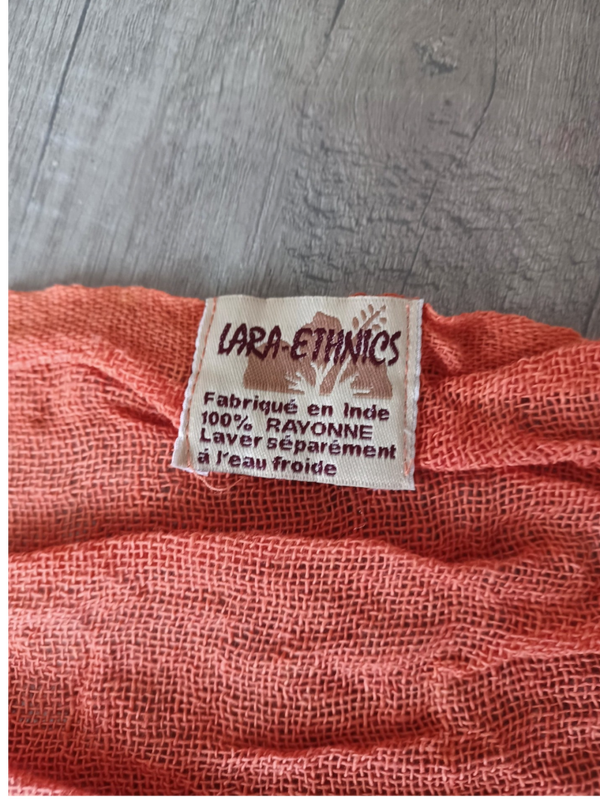 LARA-ETHNICS
Fabriqué en Inde
100% RAYONNE
Laver séparément
á l'eau froide